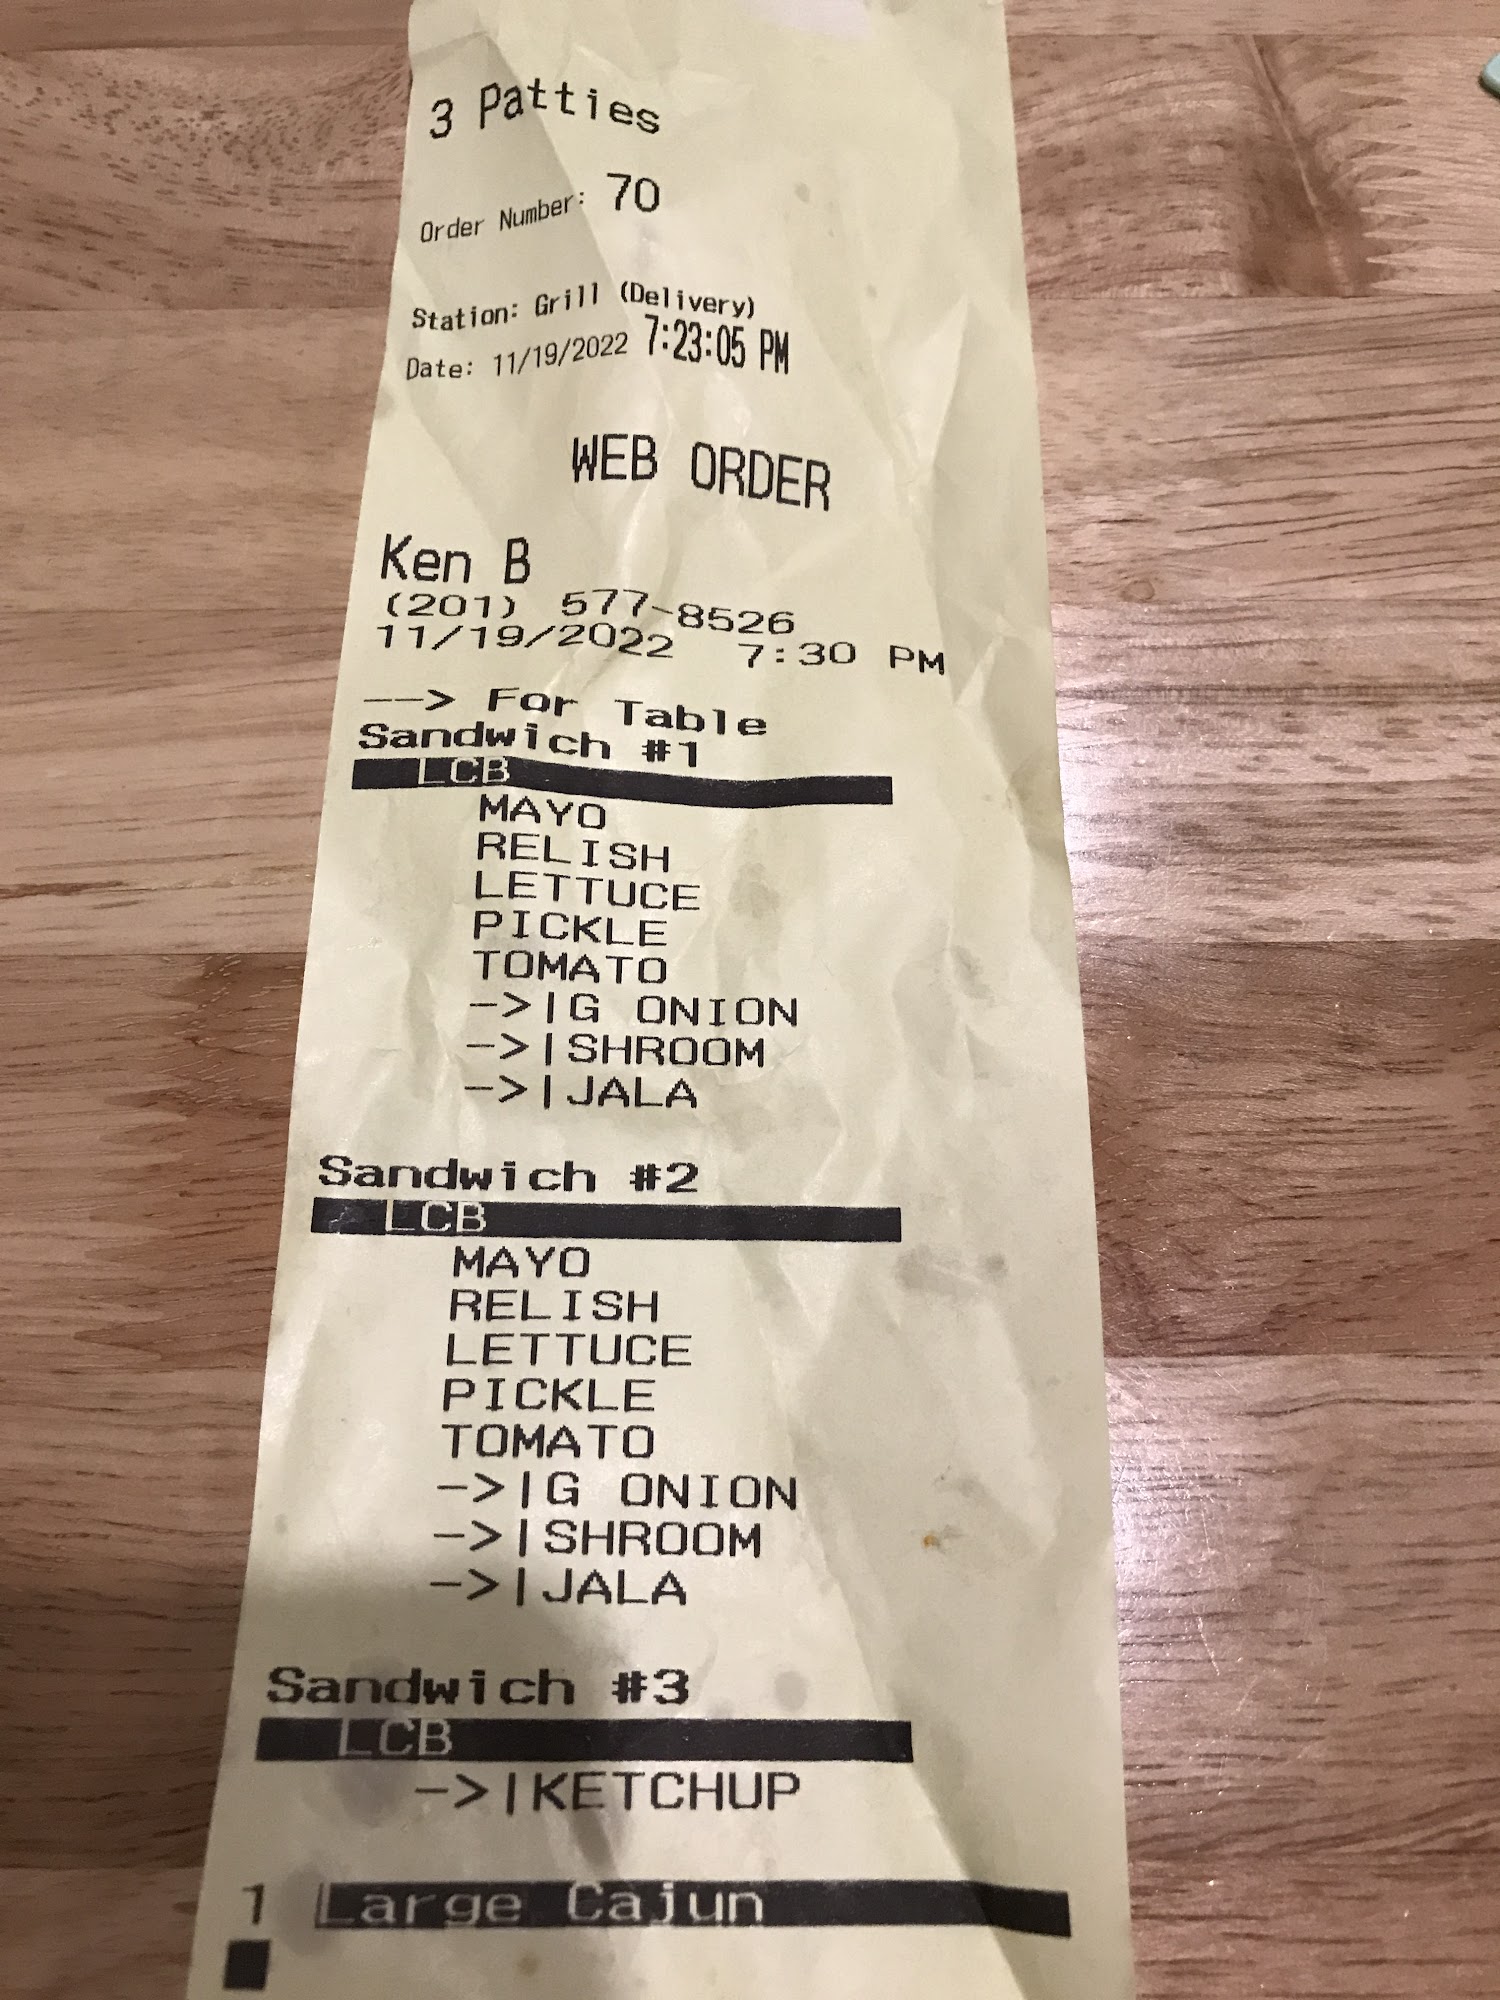 3 Patties
Order Number: 70
Station: Grill (Delivery)
Date: 11/19/2022 7:23:05 PM
WEB ORDER
Ken B
(201) 577-8526
11/19/2022 7:30 PM
--> For Table
Sandwich #1
LCB
MAYO
RELISH
LETTUCE
PICKLE
TOMATO
->|G ONION
->|SHROOM
->|JALA
Sandwich #2
LCB
MAYO
RELISH
LETTUCE
PICKLE
TOMATO
->|G ONION
->|SHROOM
->|JALA
Sandwich #3
LCB
->|KETCHUP
1 Large Cajun